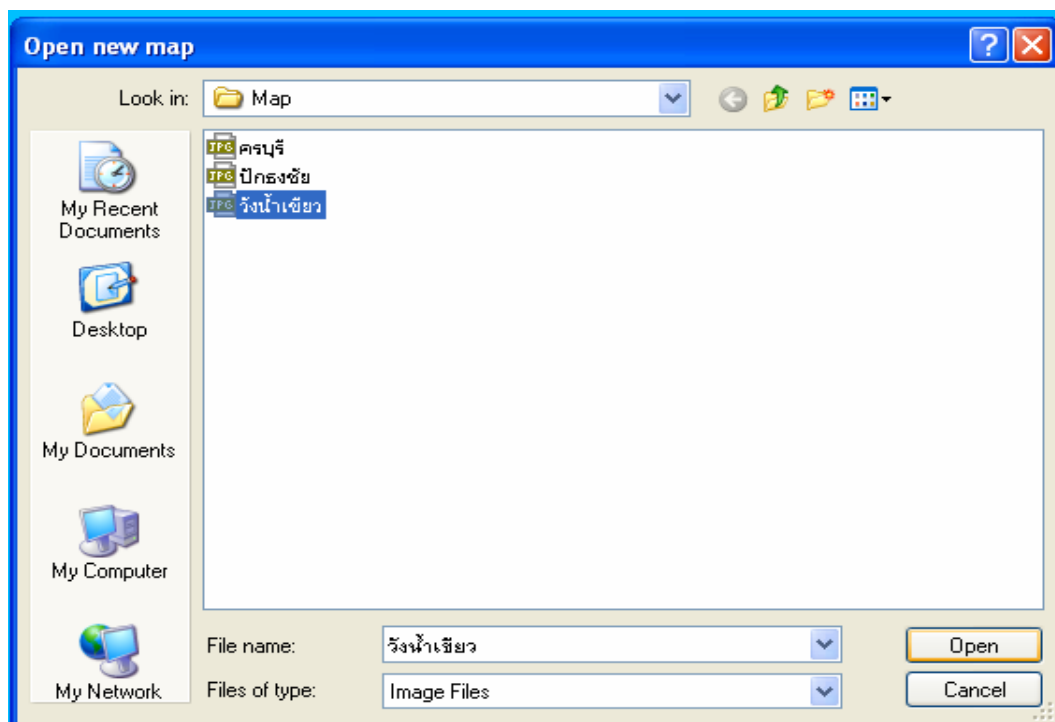 Open new map
Look in:
Map
JPG ครบุรี
JPG ปักธงชัย
JPG วังน้ำเขียว
My Recent
Documents
Desktop
My Documents
My Computer
My Network
File name:
วังน้ำเขียว
Open
Files of type:
Image Files
Cancel